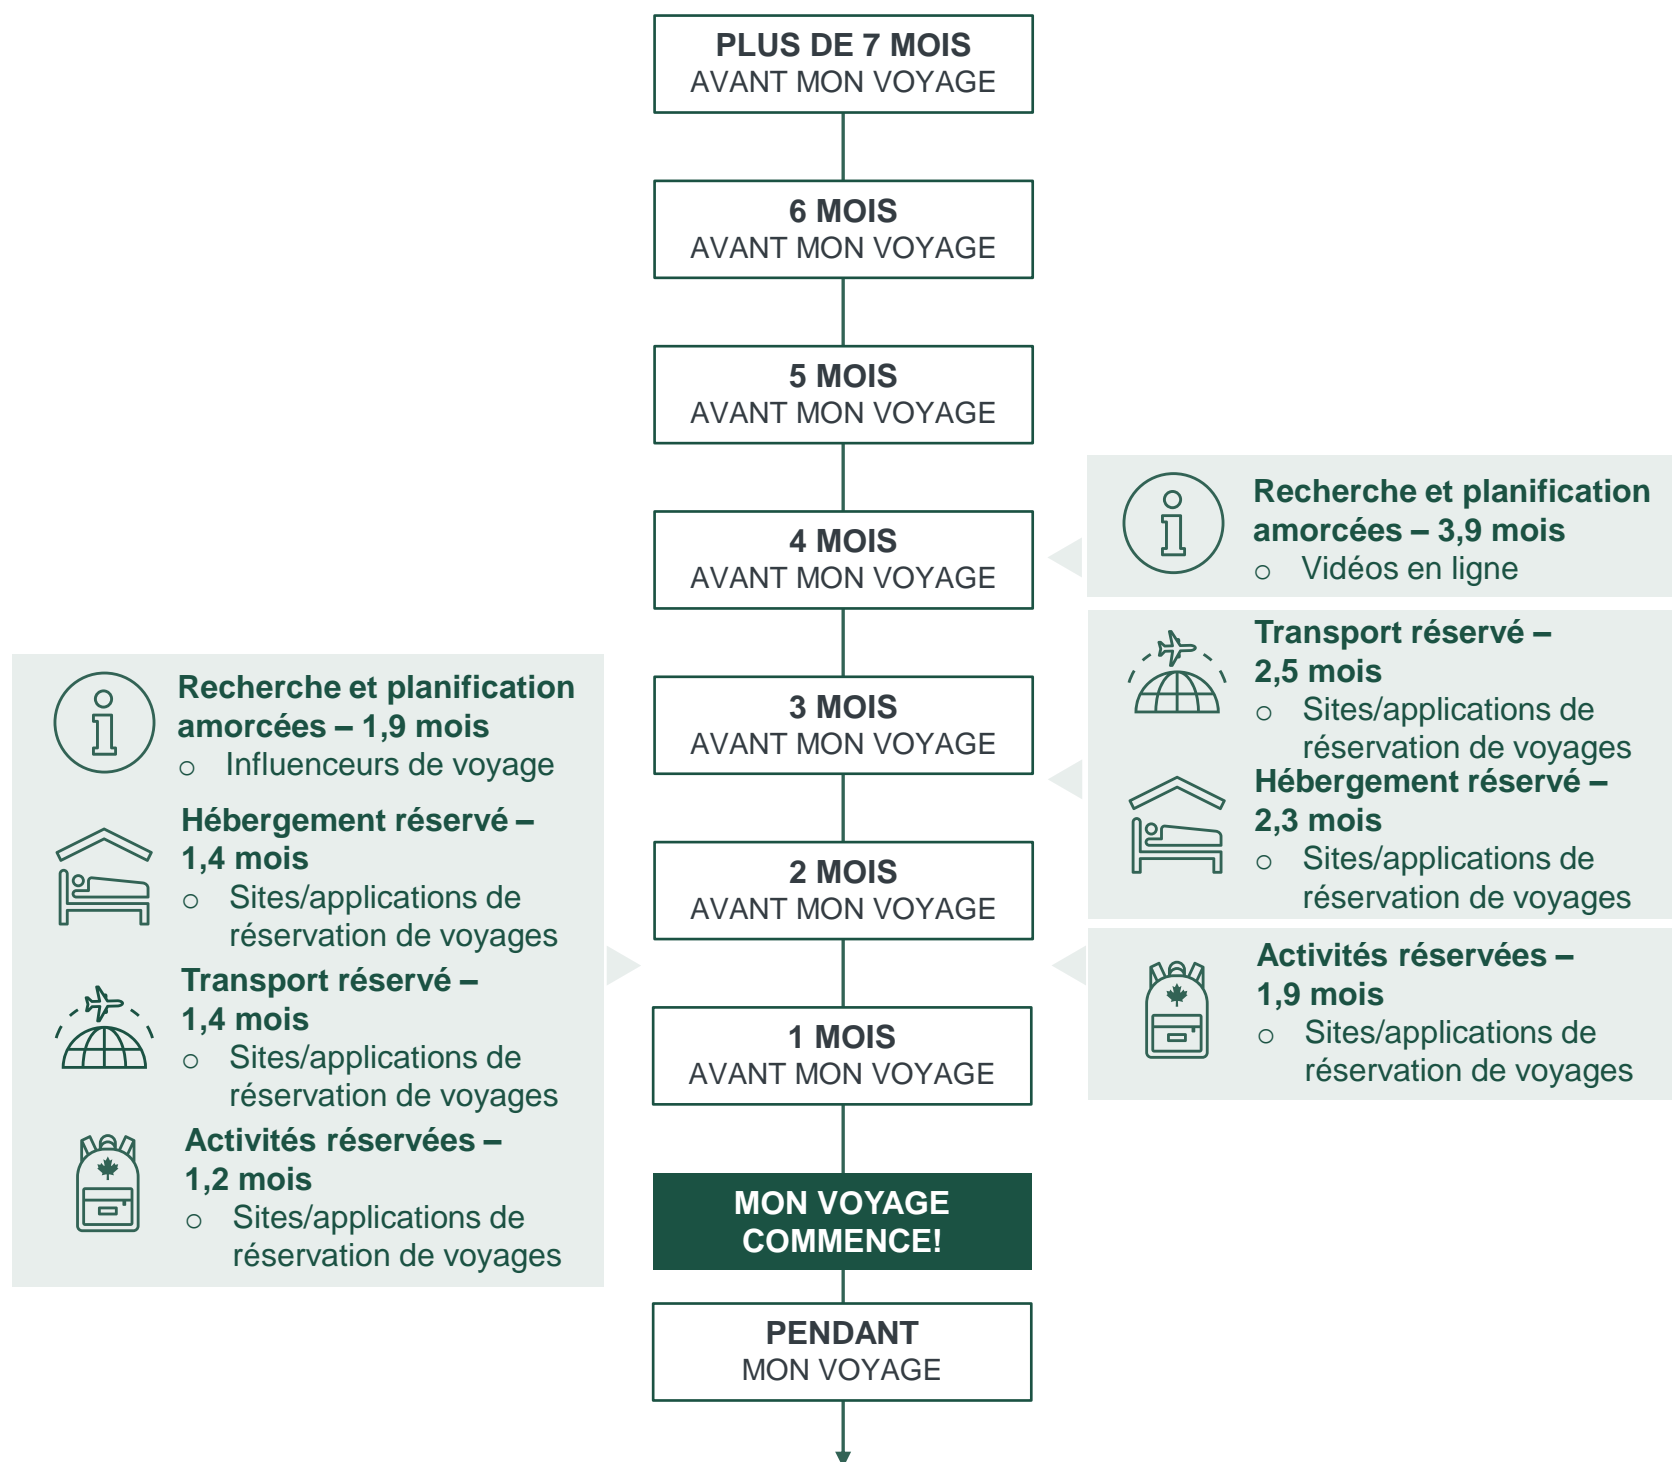 PLUS DE 7 MOIS
AVANT MON VOYAGE
6 MOIS
AVANT MON VOYAGE
5 MOIS
AVANT MON VOYAGE
4 MOIS
AVANT MON VOYAGE
3 MOIS
AVANT MON VOYAGE
2 MOIS
AVANT MON VOYAGE
1 MOIS
AVANT MON VOYAGE
MON VOYAGE
COMMENCE!
PENDANT
MON VOYAGE
Recherche et planification
amorcées – 1,9 mois
o Influenceurs de voyage
Hébergement réservé –
1,4 mois
o Sites/applications de
réservation de voyages
Transport réservé –
1,4 mois
o Sites/applications de
réservation de voyages
Activités réservées –
1,2 mois
o Sites/applications de
réservation de voyages
Recherche et planification
amorcées – 3,9 mois
o Vidéos en ligne
Transport réservé –
2,5 mois
o Sites/applications de
réservation de voyages
Hébergement réservé –
2,3 mois
o Sites/applications de
réservation de voyages
Activités réservées –
1,9 mois
o Sites/applications de
réservation de voyages